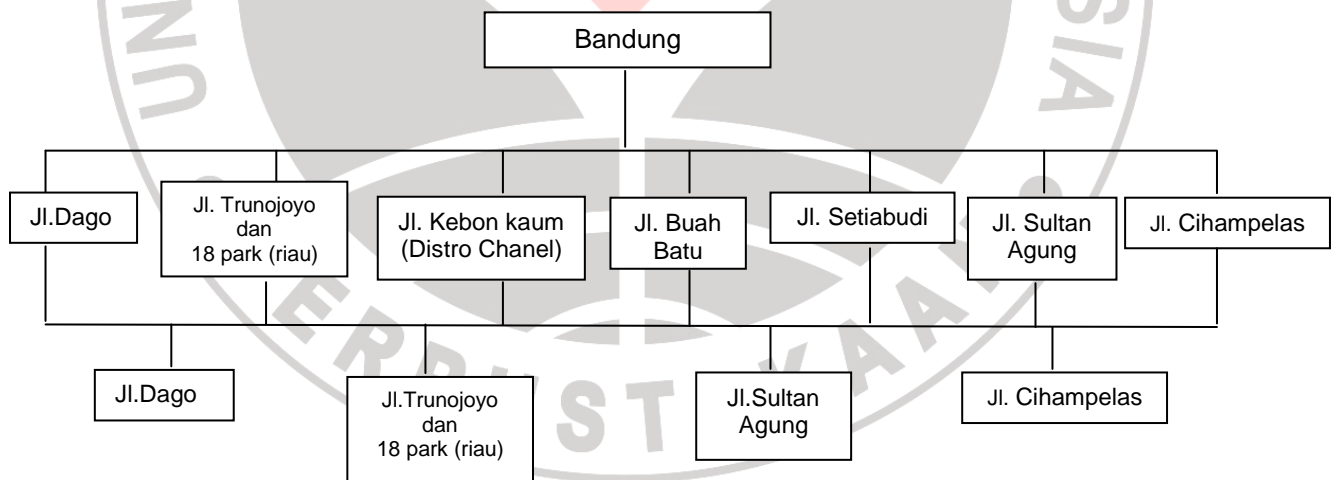 Bandung
Jl.Dago
Jl. Trunojoyo
dan
18 park (riau)
Jl. Kebon kaum
(Distro Chanel)
Jl. Buah
Batu
Jl. Setiabudi
Jl. Sultan
Agung
Jl. Cihampelas
Jl.Dago
Jl.Trunojoyo
dan
18 park (riau)
Jl.Sultan
Agung
Jl. Cihampelas